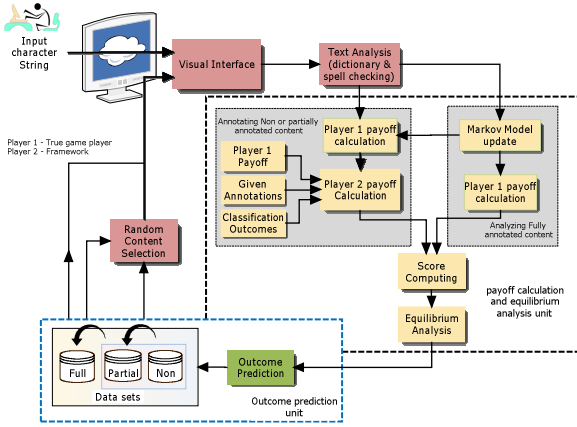 Input
character
String
Visual Interface
Text Analysis
(dictionary &
spell checking)
Player 1 - True game player
Player 2 - Framework
Annotating Non or partially
annotated content
Player 1 payoff
calculation
Markov Model
update
Player 1
Payoff
Given
Annotations
Classification
Outcomes
Player 2 payoff
Calculation
Player 1 payoff
calculation
Analyzing Fully
annotated content
Random
Content
Selection
Score
Computing
payoff calculation
and equilibrium
analysis unit
Equilibrium
Analysis
Full
Partial
Non
Data sets
Outcome
Prediction
Outcome prediction
unit